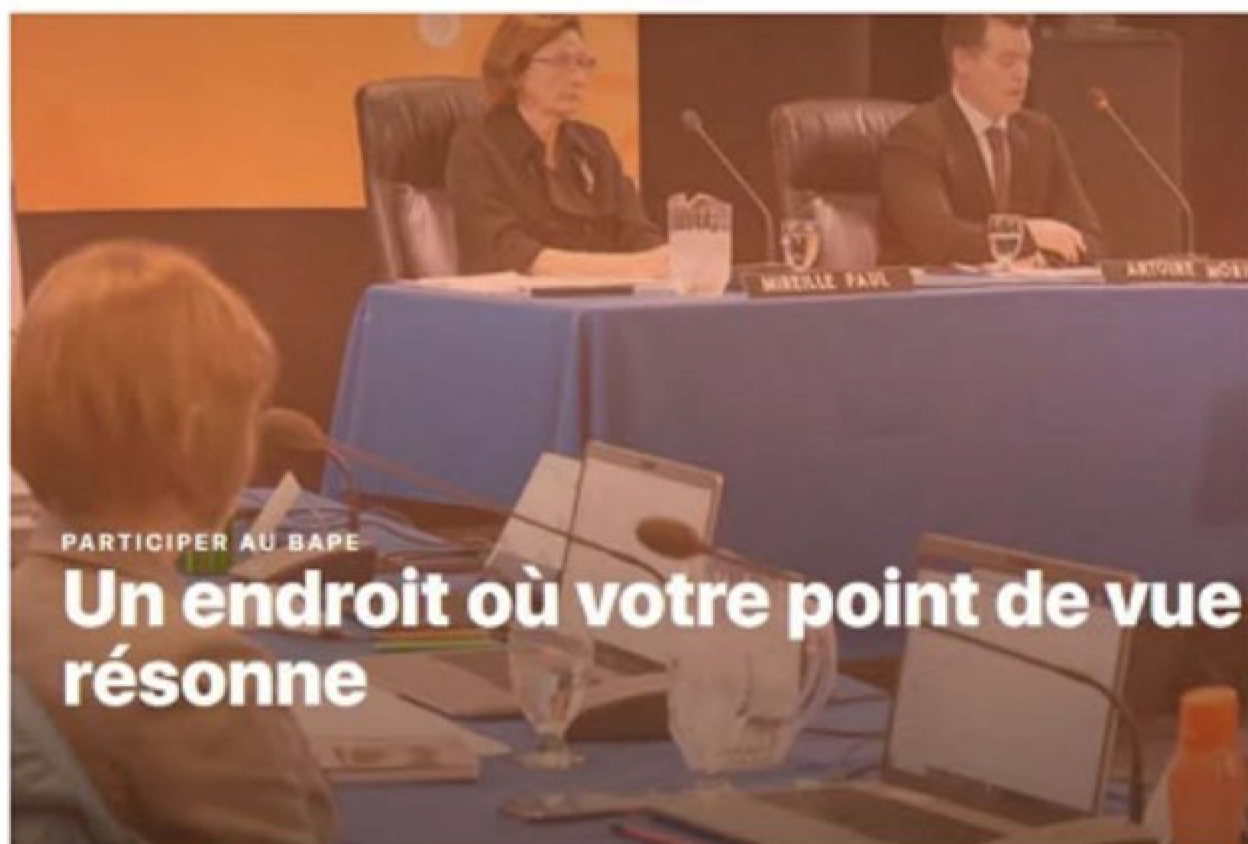 MIREILLE PAUL
ANTOINE
PARTICIPER AU BAPE
Un endroit où votre point de vue
résonne